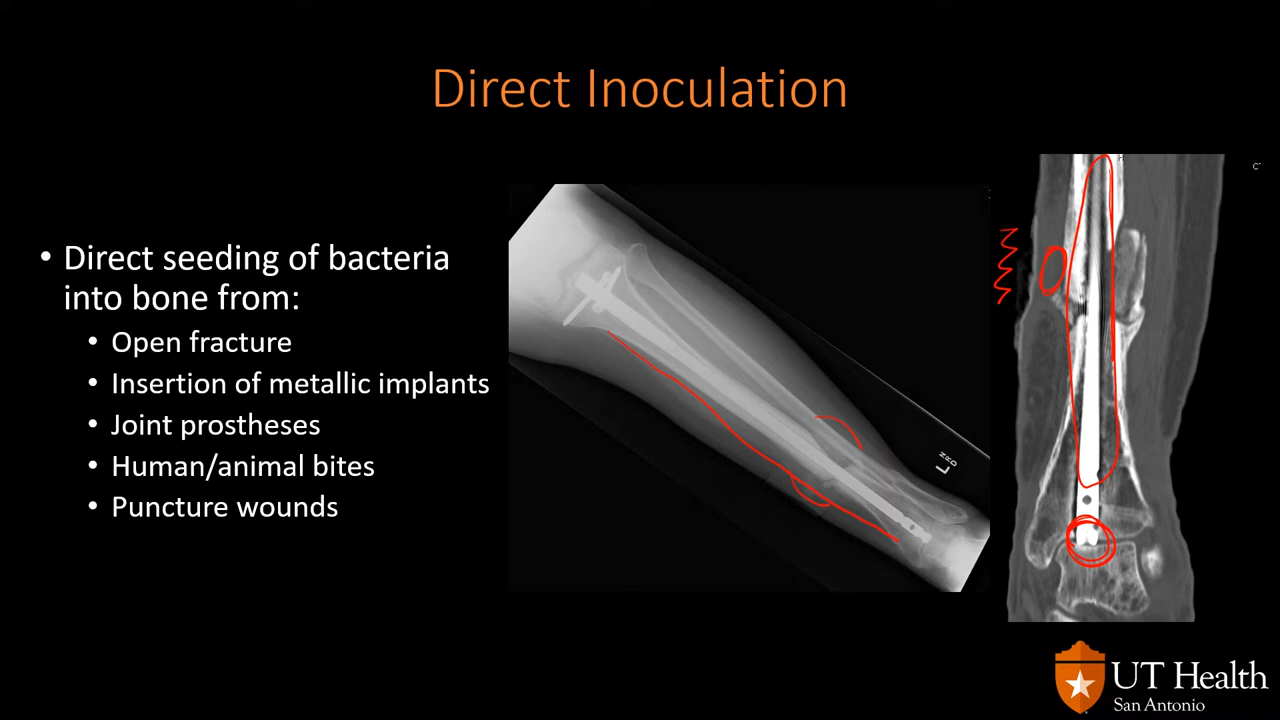 Direct Inoculation
• Direct seeding of bacteria
into bone from:
• Open fracture
• Insertion of metallic implants
• Joint prostheses
• Human/animal bites
• Puncture wounds
L
H
UT Health
San Antonio